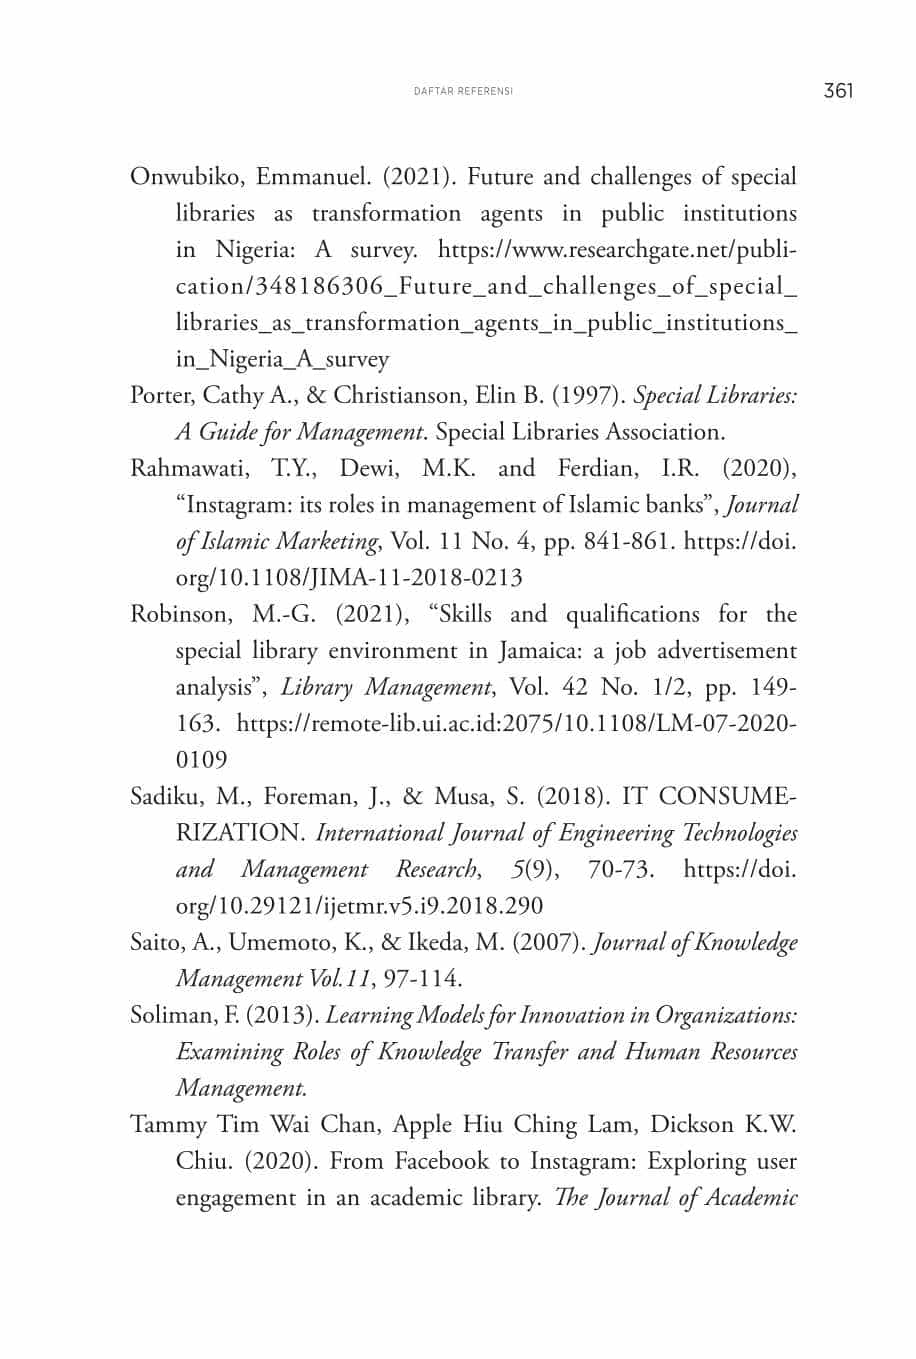 DAFTAR REFERENSI
361
Onwubiko, Emmanuel. (2021). Future and challenges of special
libraries as transformation agents in public institutions
in Nigeria: A survey. https://www.researchgate.net/publi-
cation/348186306_Future_and_challenges_of_special_
libraries_as_transformation_agents_in_public_institutions_
in_Nigeria_A_survey
Porter, Cathy A., & Christianson, Elin B. (1997). Special Libraries:
A Guide for Management. Special Libraries Association.
Rahmawati, T.Y., Dewi, M.K. and Ferdian, I.R. (2020),
“Instagram: its roles in management of Islamic banks”, Journal
of Islamic Marketing, Vol. 11 No. 4, pp. 841-861. https://doi.
org/10.1108/JIMA-11-2018-0213
Robinson, M.-G. (2021), “Skills and qualifications for the
special library environment in Jamaica: a job advertisement
analysis”, Library Management, Vol. 42 No. 1/2, pp. 149-
163. https://remote-lib.ui.ac.id:2075/10.1108/LM-07-2020-
0109
Sadiku, M., Foreman, J., & Musa, S. (2018). IT CONSUME-
RIZATION. International Journal of Engineering Technologies
and Management Research, 5(9), 70-73. https://doi.
org/10.29121/ijetmr.v5.i9.2018.290
Saito, A., Umemoto, K., & Ikeda, M. (2007). Journal of Knowledge
Management Vol.11, 97-114.
Soliman, F. (2013). Learning Models for Innovation in Organizations:
Examining Roles of Knowledge Transfer and Human Resources
Management.
Tammy Tim Wai Chan, Apple Hiu Ching Lam, Dickson K.W.
Chiu. (2020). From Facebook to Instagram: Exploring user
engagement in an academic library. The Journal of Academic